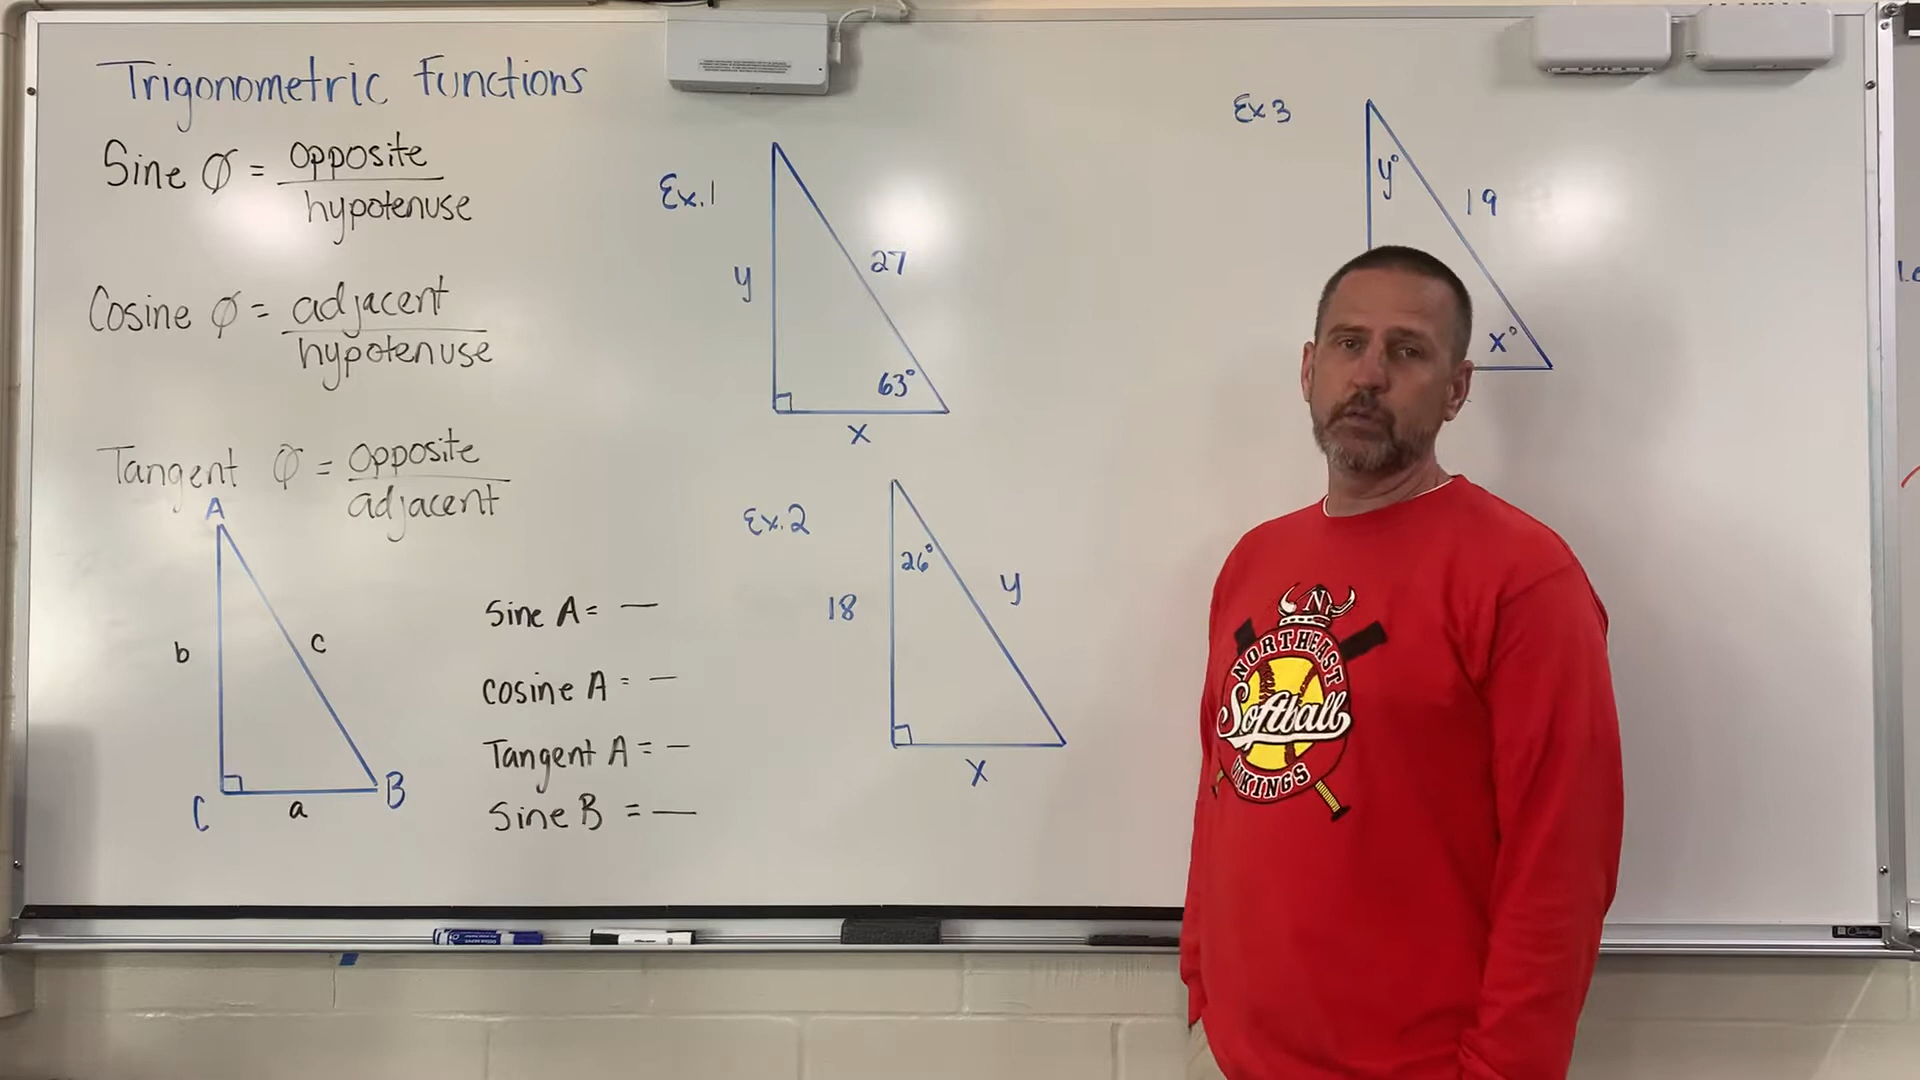 Trigonometric Functions
Sine Ø = opposite
hypotenuse
Cosine Ø = adjacent
hypotenuse
Tangent Ø = opposite
adjacent
A
b
c
C
a
B
Sine A = —
Cosine A = —
Tangent A = —
Sine B = —
Ex.1
y
27
63°
x
Ex.2
26°
18
y
x
Ex 3
y°
19
x°
N
NORTHEAST
Softball